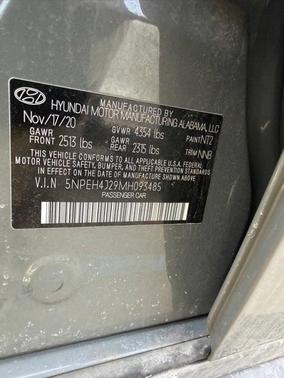 MANUFACTURED BY
HYUNDAI MOTOR MANUFACTURING ALABAMA, LLC
Nov/17/20 GVWR 4354 lbs PAINT NT2
GAWR FRONT 2513 lbs GAWR REAR 2315 lbs TRIM NNB
THIS VEHICLE CONFORMS TO ALL APPLICABLE U.S. FEDERAL
MOTOR VEHICLE SAFETY, BUMPER, AND THEFT PREVENTION STANDARDS IN
EFFECT ON THE DATE OF MANUFACTURE SHOWN ABOVE.
V.I.N 5NPEH4J29MH093485
PASSENGER CAR